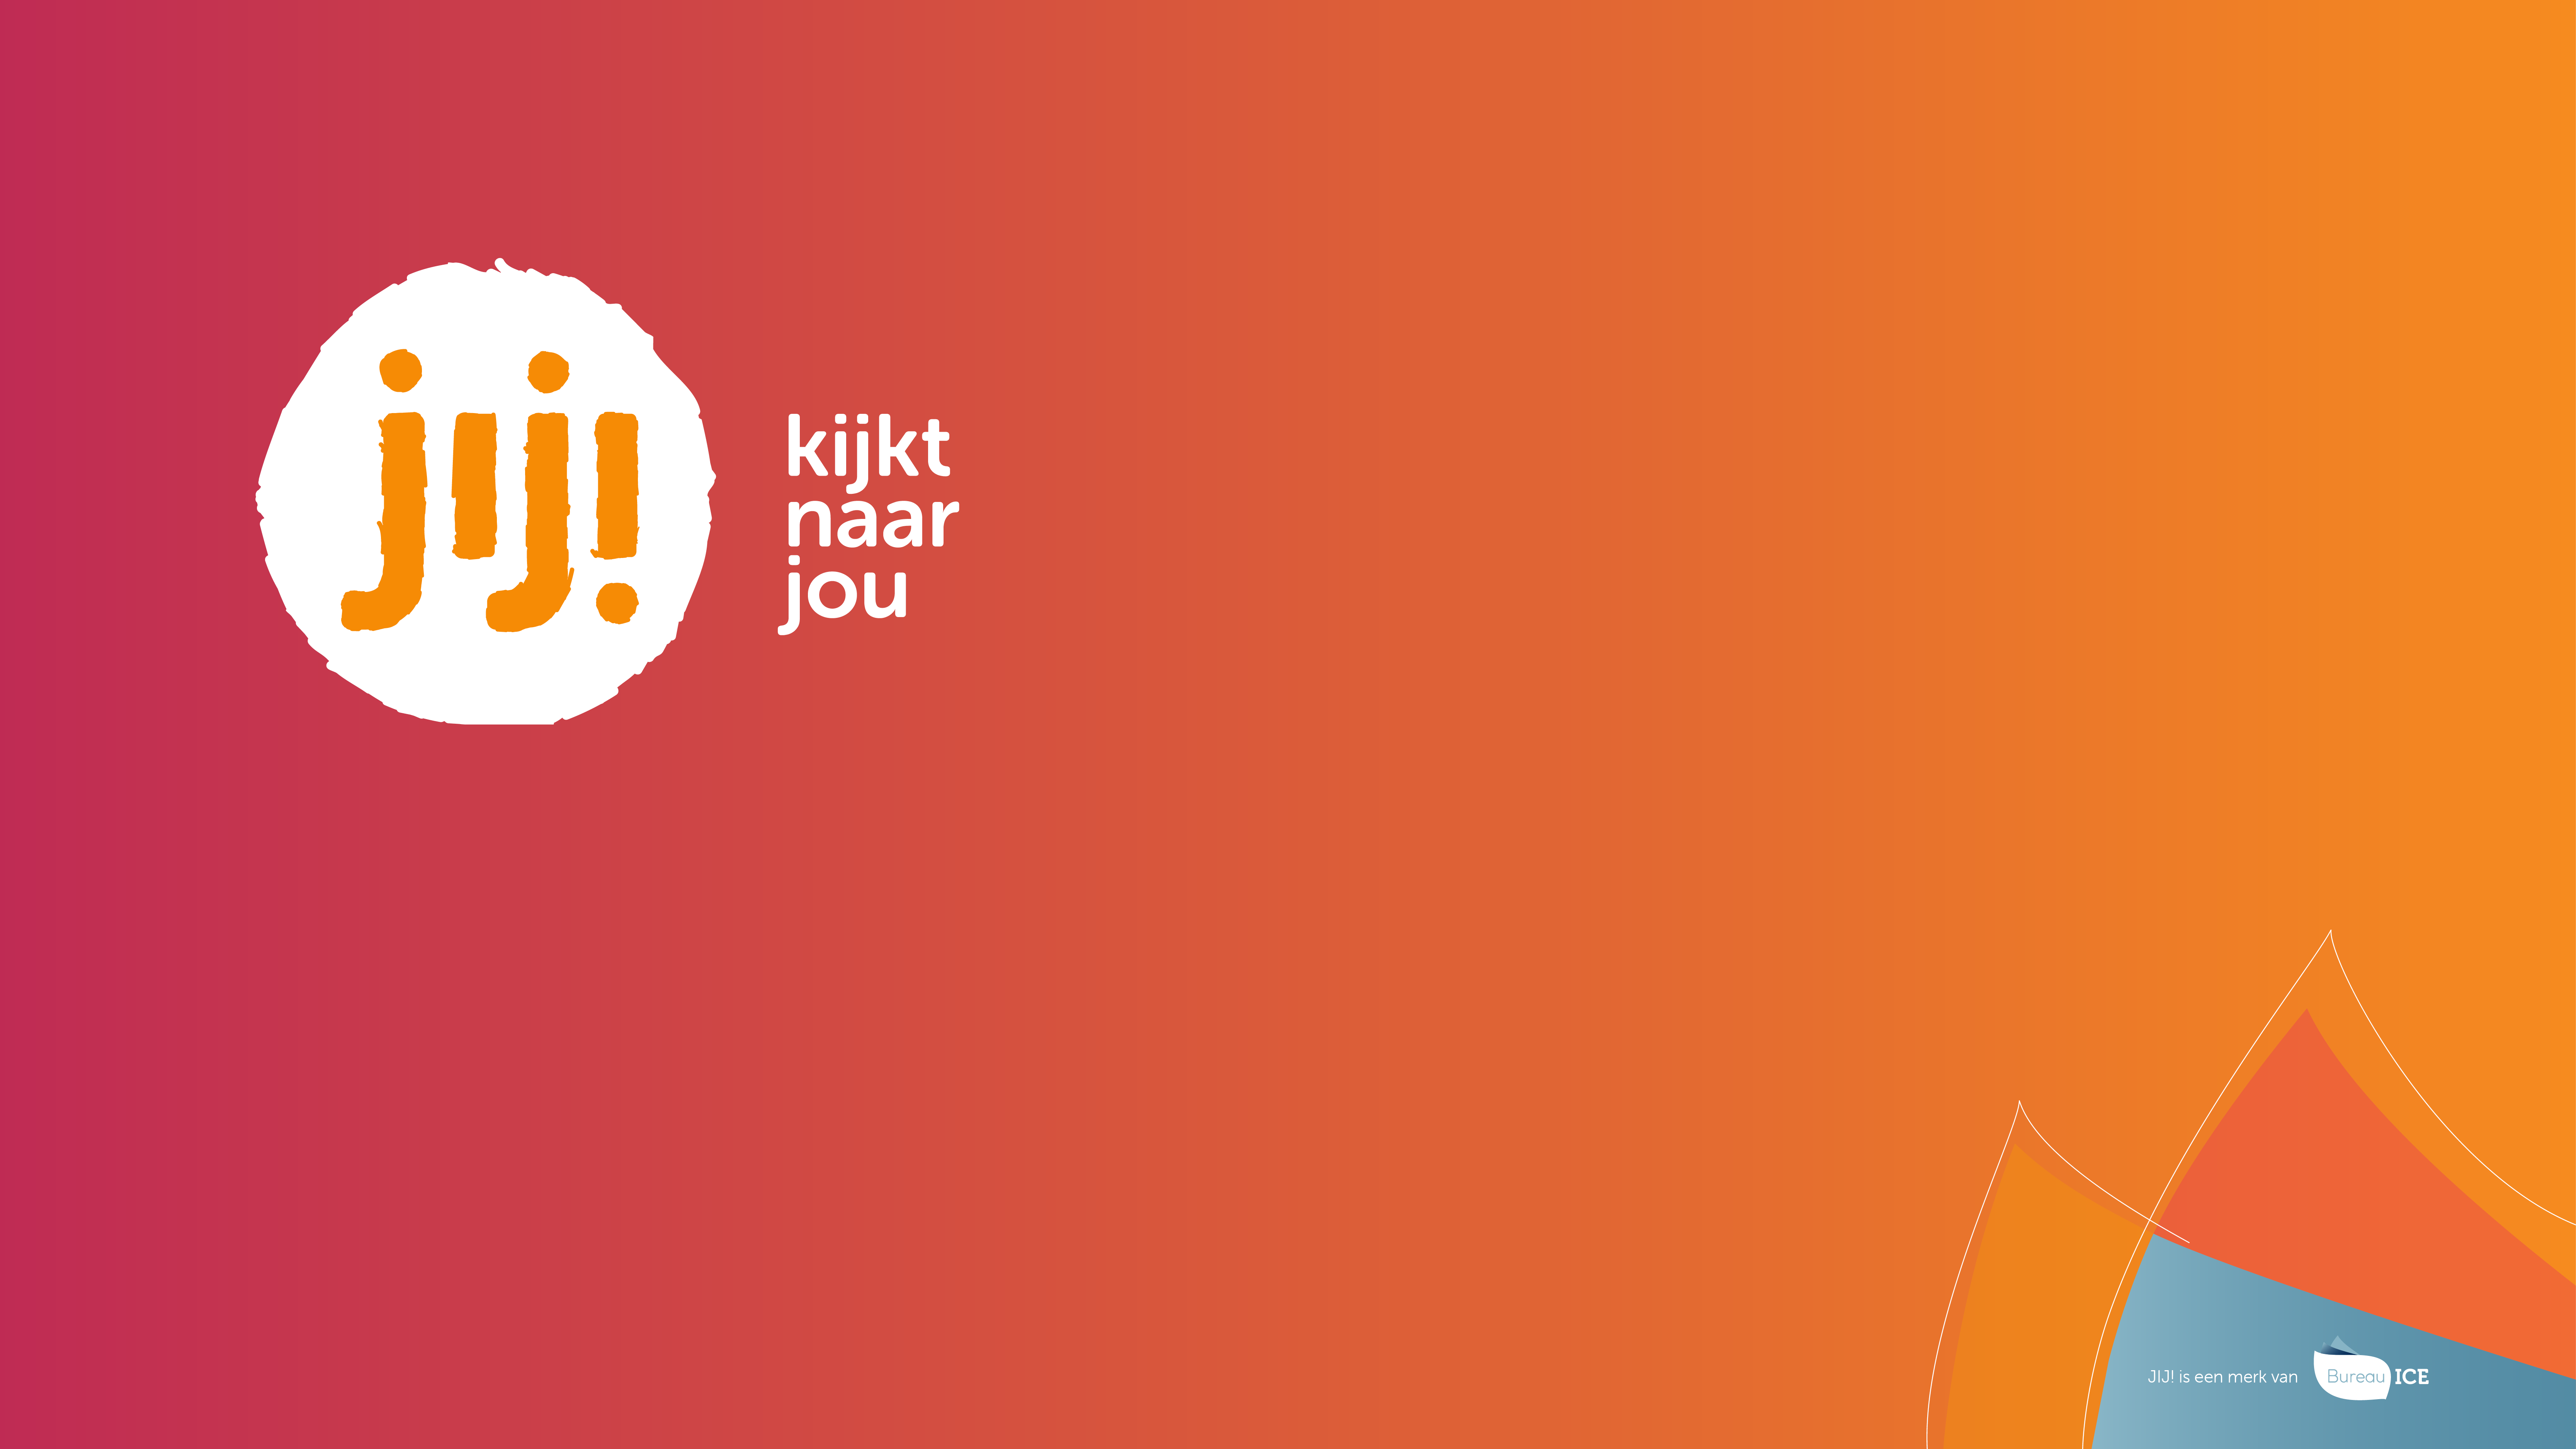 jij!
kijkt
naar
jou
JIJ! is een merk van
Bureau ICE